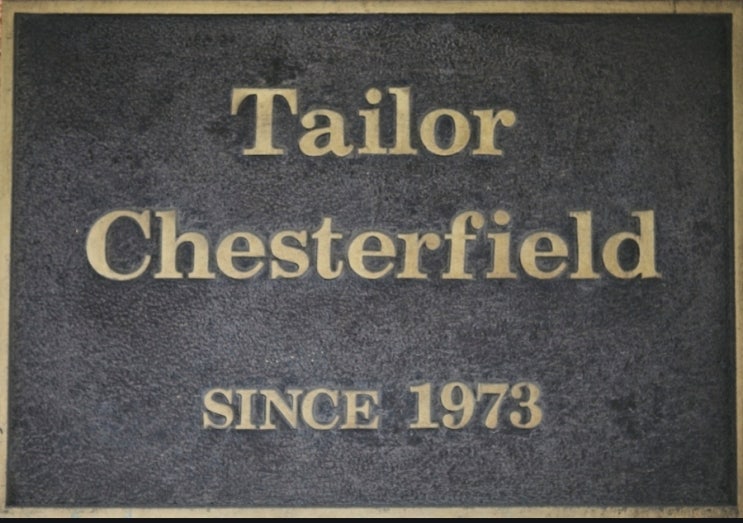 Tailor
Chesterfield
SINCE 1973